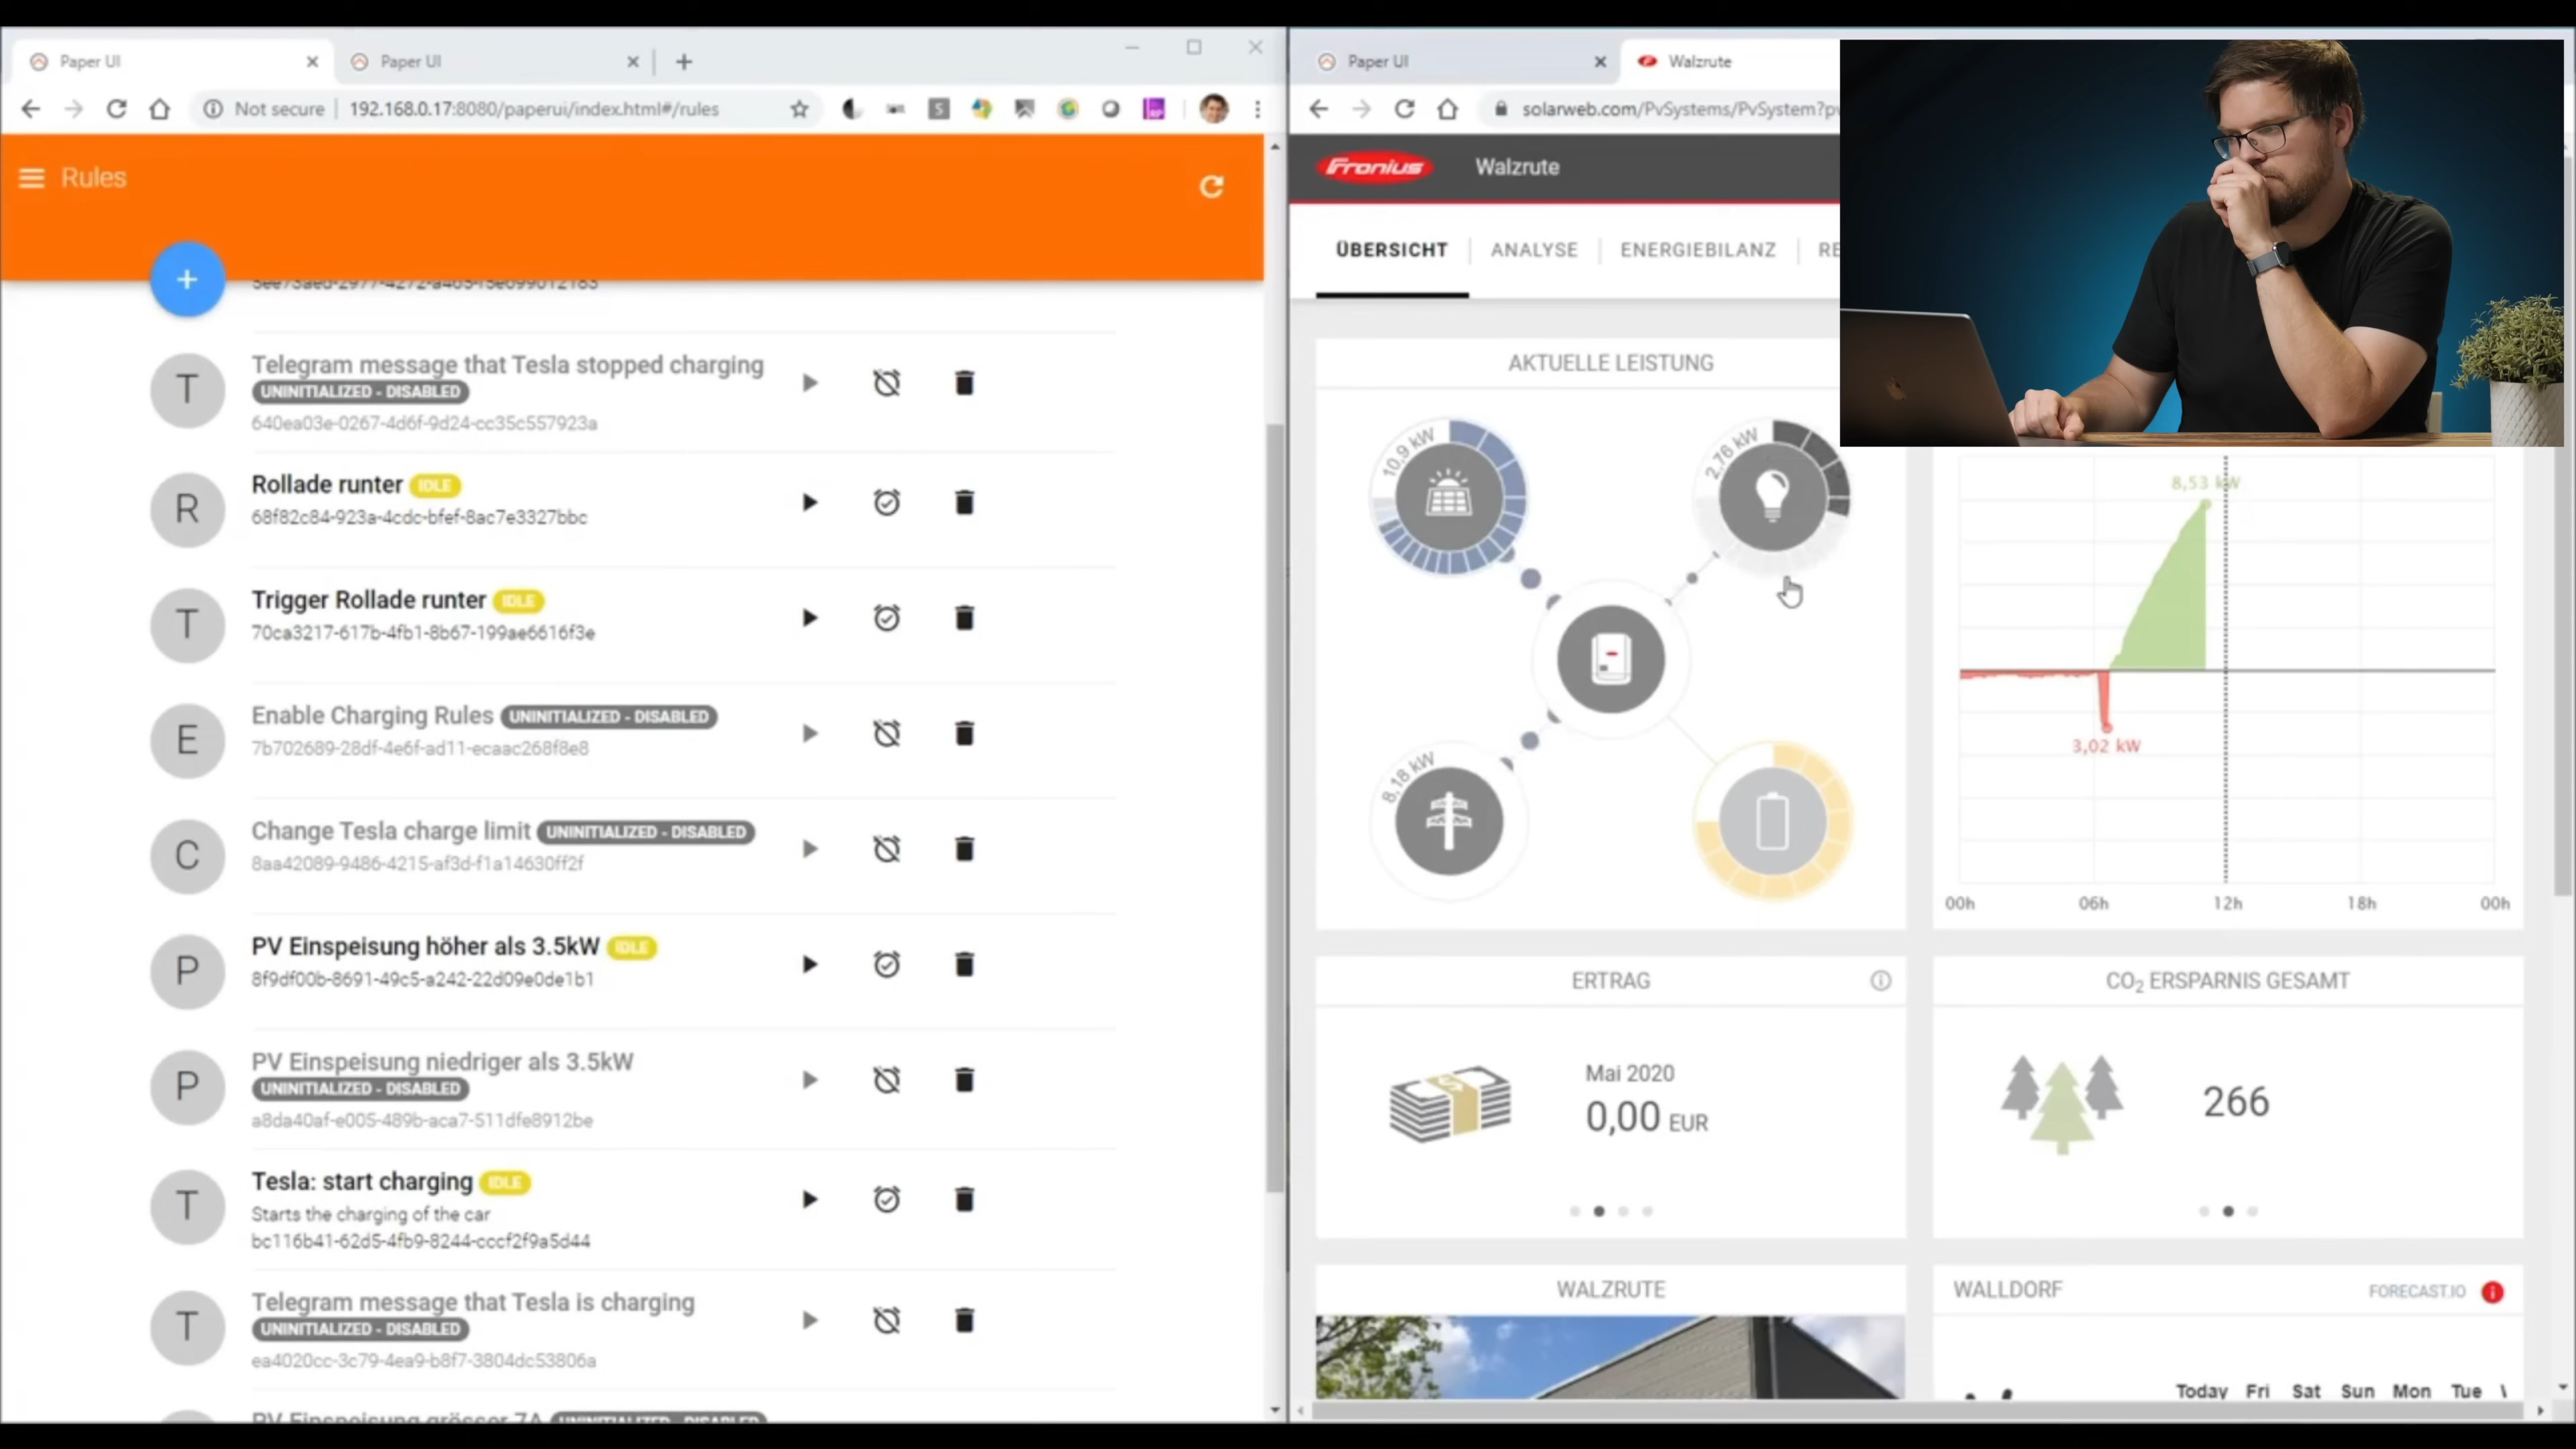 Paper UI
Paper UI
Not secure
192.168.0.17:8080/paperui/index.html#/rules
Rules
T
Telegram message that Tesla stopped charging
UNINITIALIZED - DISABLED
640ea03e-0267-4d6f-9d24-cc35c557923a
R
Rollade runter IDLE
68f82c84-923a-4cdc-bfef-8ac7e3327bbc
T
Trigger Rollade runter IDLE
70ca3217-617b-4fb1-8b67-199ae6616f3e
E
Enable Charging Rules UNINITIALIZED - DISABLED
7b702689-28df-4e6f-ad11-ecaac268f8e8
C
Change Tesla charge limit UNINITIALIZED - DISABLED
8aa42089-9486-4215-af3d-f1a14630ff2f
P
PV Einspeisung höher als 3.5kW IDLE
8f9df00b-8691-49c5-a242-22d09e0de1b1
P
PV Einspeisung niedriger als 3.5kW
UNINITIALIZED - DISABLED
a8da40af-e005-489b-aca7-511dfe8912be
T
Tesla: start charging IDLE
Starts the charging of the car
bc116b41-62d5-4fb9-8244-cccf2f9a5d44
T
Telegram message that Tesla is charging
UNINITIALIZED - DISABLED
ea4020cc-3c79-4ea9-b8f7-3804dc53806a
PV Einspeisung grösser 7A UNINITIALIZED - DISABLED
Paper UI
Walzrute
solarweb.com/PvSystems/PvSystem?pv
Fronius
Walzrute
ÜBERSICHT
ANALYSE
ENERGIEBILANZ
RE
AKTUELLE LEISTUNG
10,9 kW
2,76 kW
8,18 kW
8,53 kW
3,02 kW
00h
06h
12h
18h
00h
ERTRAG
Mai 2020
0,00 EUR
CO₂ ERSPARNIS GESAMT
266
WALZRUTE
WALLDORF
FORECAST.IO
Today Fri Sat Sun Mon Tue